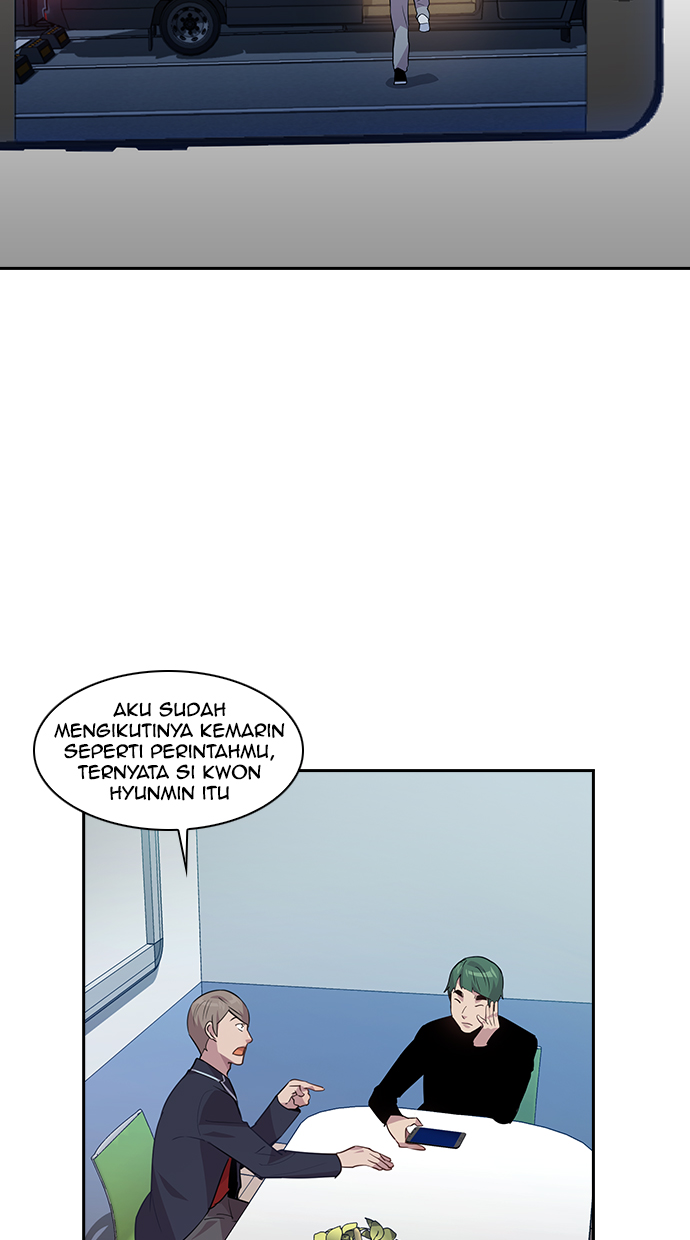 AKU SUDAH
MENGIKUTINYA KEMARIN
SEPERTI PERINTAHMU,
TERNYATA SI KWON
HYUNMIN ITU